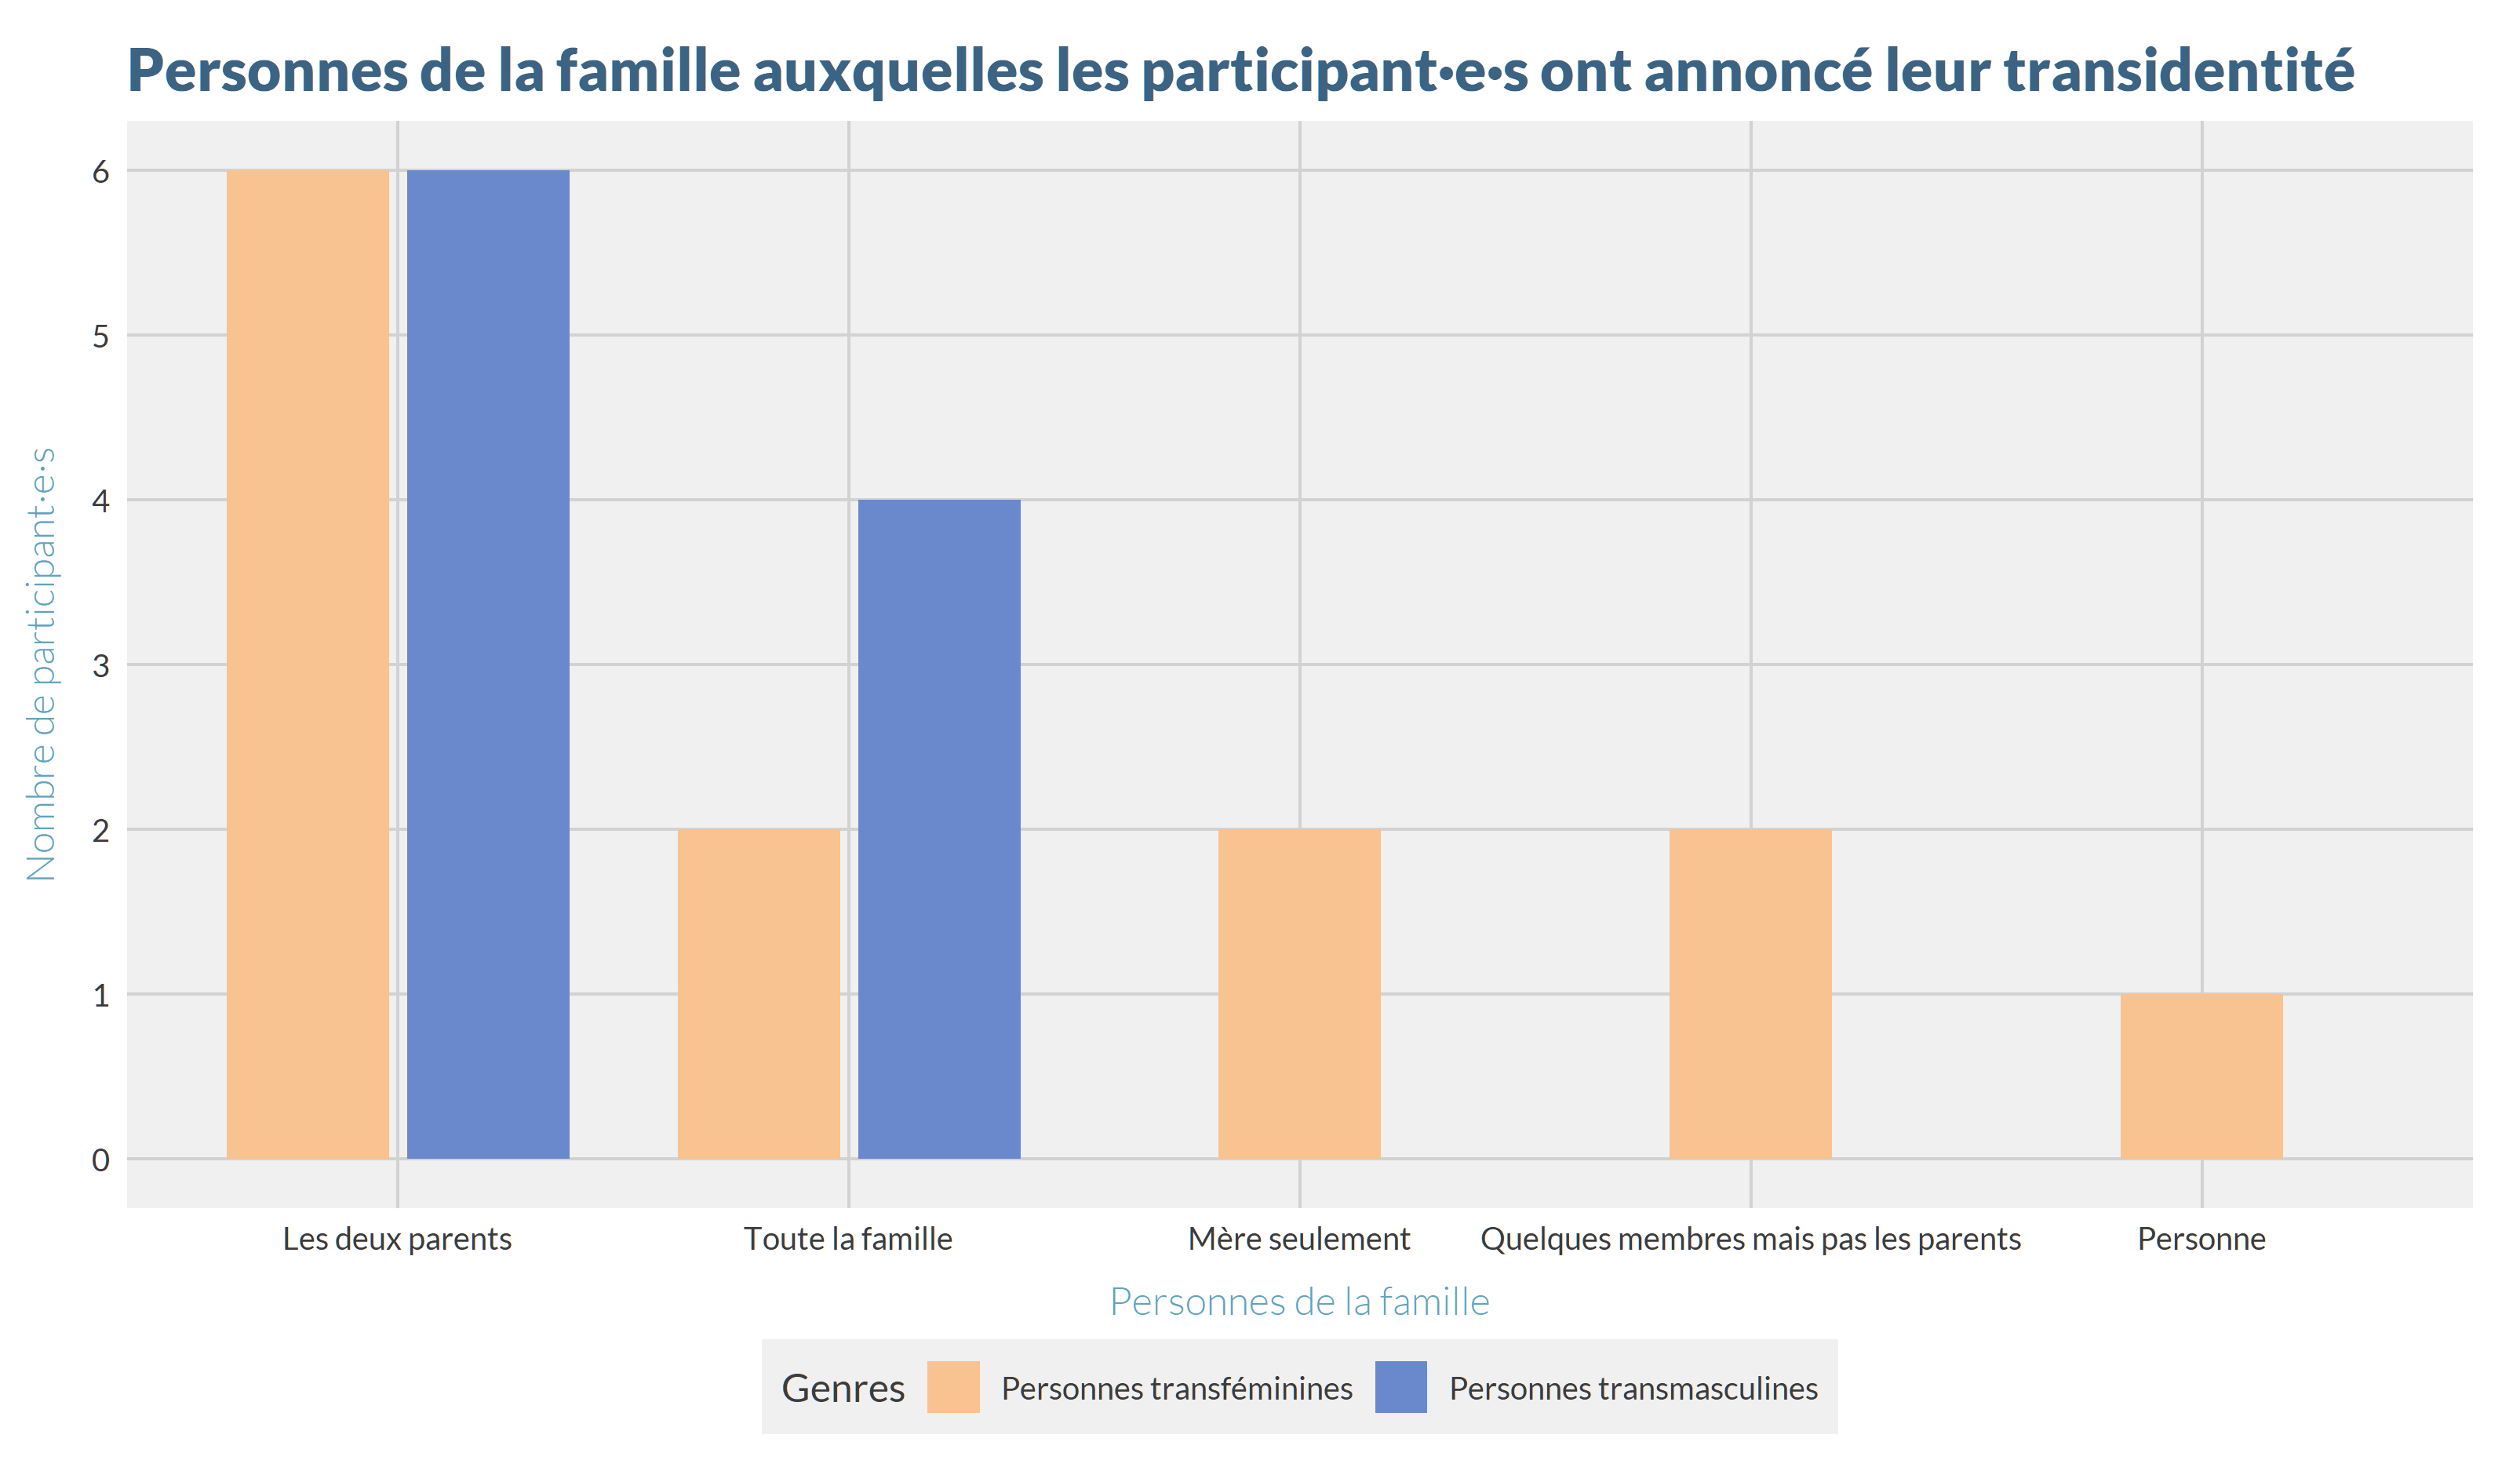 Personnes de la famille auxquelles les participant·e·s ont annoncé leur transidentité
Nombre de participant·e·s
6
5
4
3
2
1
0
Les deux parents
Toute la famille
Mère seulement
Quelques membres mais pas les parents
Personne
Personnes de la famille
Genres
Personnes transféminines
Personnes transmasculines